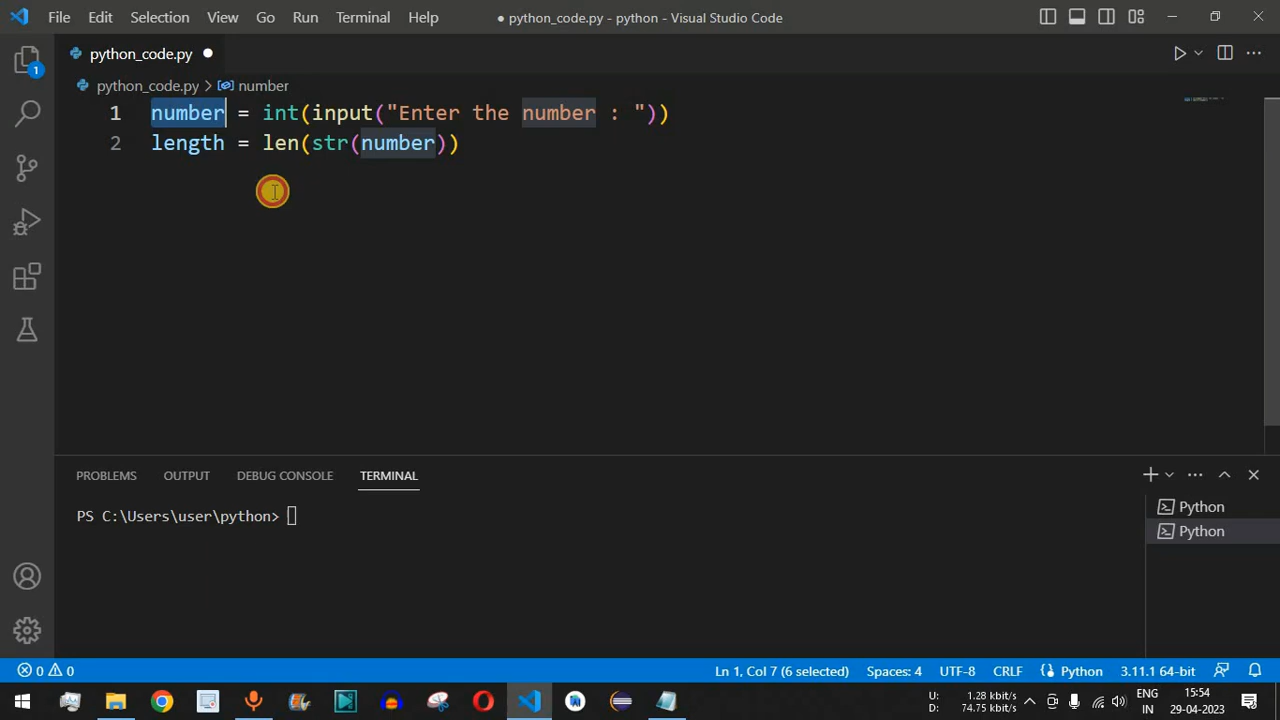 File Edit Selection View Go Run Terminal Help ● python_code.py - python - Visual Studio Code
python_code.py ●
1
python_code.py > number
1 number = int(input("Enter the number : "))
2 length = len(str(number))
PROBLEMS OUTPUT DEBUG CONSOLE TERMINAL
PS C:\Users\user\python>
Python
Python
0 0 Ln 1, Col 7 (6 selected) Spaces: 4 UTF-8 CRLF Python 3.11.1 64-bit
U: 1.28 kbit/s ENG 15:54
D: 74.75 kbit/s IN 29-04-2023